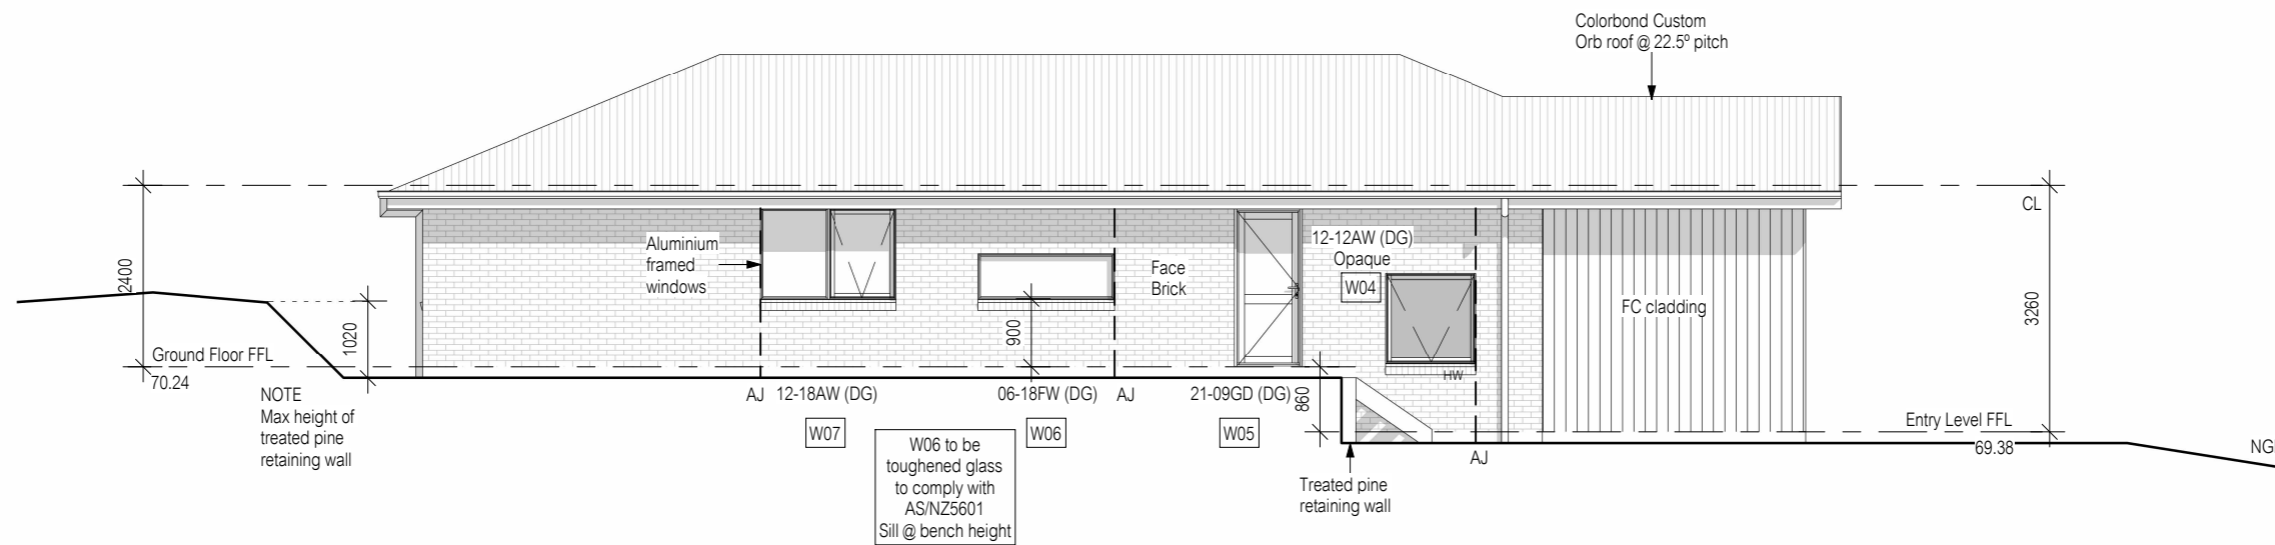 Colorbond Custom
Orb roof @ 22.5º pitch
CL
2400
3260
Aluminium
framed
windows
12-12AW (DG)
Opaque
W04
Face
Brick
FC cladding
1020
900
860
HW
Ground Floor FFL
70.24
NOTE
Max height of
treated pine
retaining wall
AJ
12-18AW (DG)
W07
06-18FW (DG)
W06
AJ
21-09GD (DG)
W05
W06 to be
toughened glass
to comply with
AS/NZ5601
Sill @ bench height
Treated pine
retaining wall
AJ
Entry Level FFL
69.38